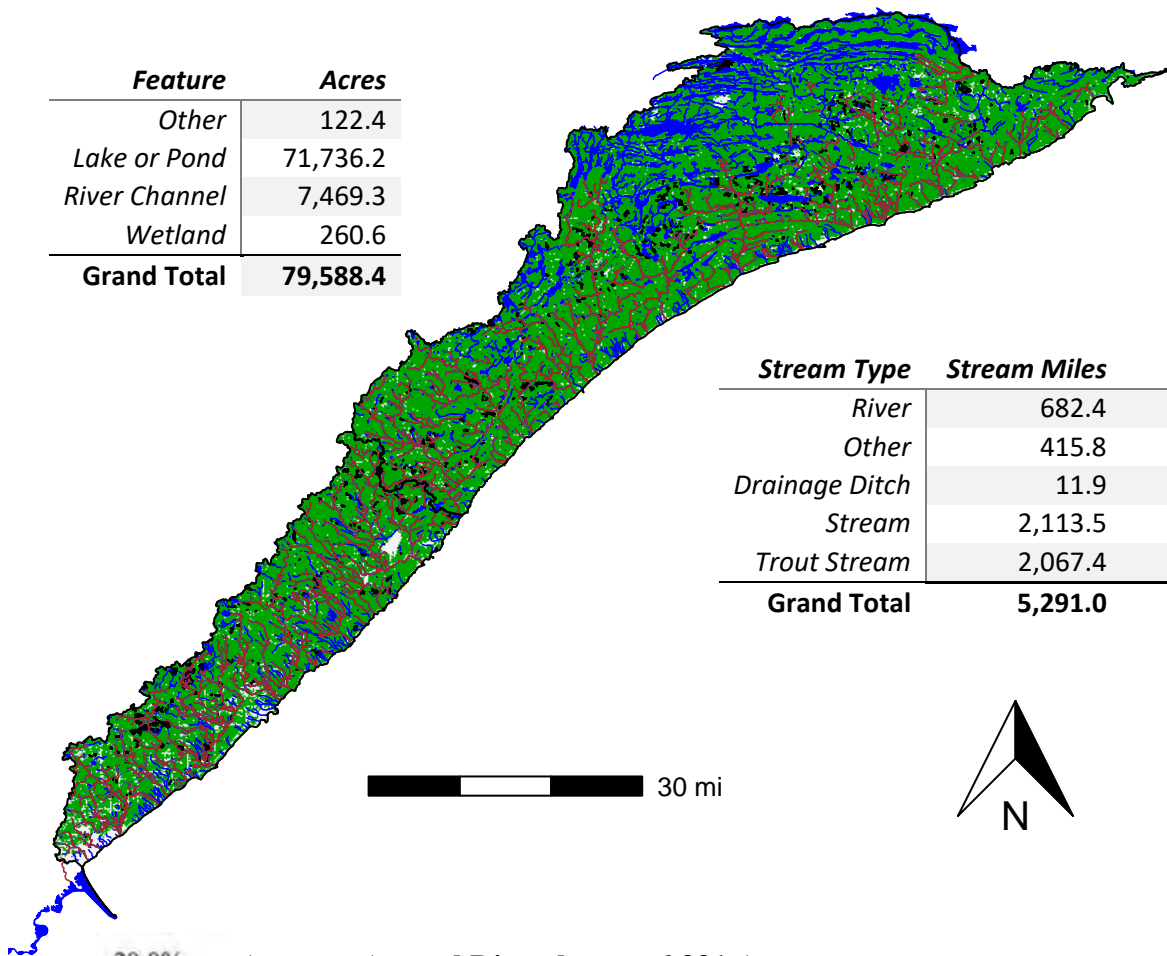 Feature Acres
Other 122.4
Lake or Pond 71,736.2
River Channel 7,469.3
Wetland 260.6
Grand Total 79,588.4
Stream Type Stream Miles
River 682.4
Other 415.8
Drainage Ditch 11.9
Stream 2,113.5
Trout Stream 2,067.4
Grand Total 5,291.0
30 mi
N